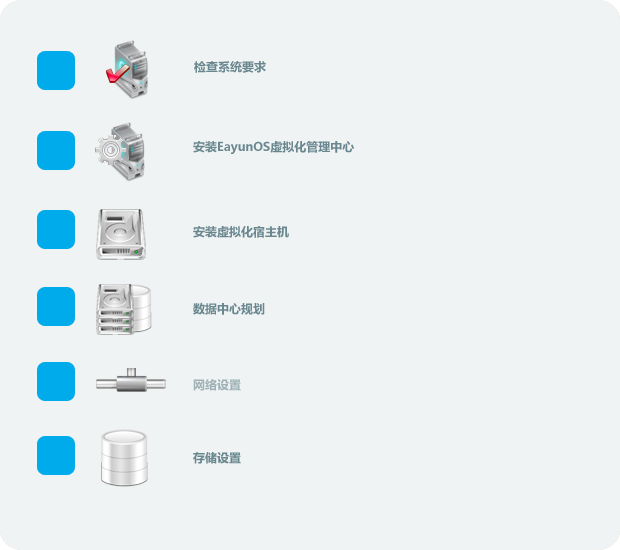 检查系统要求
安装EayunOS虚拟化管理中心
安装虚拟化宿主机
数据中心规划
网络设置
存储设置